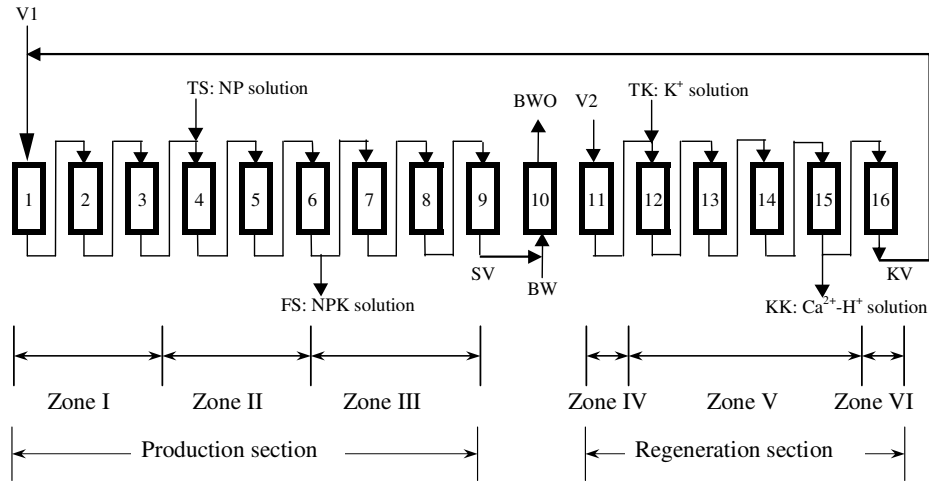 V1
TS: NP solution
BWO
V2
TK: K⁺ solution
1
2
3
4
5
6
7
8
9
10
11
12
13
14
15
16
SV
BW
KV
FS: NPK solution
KK: Ca²⁺-H⁺ solution
Zone I
Zone II
Zone III
Zone IV
Zone V
Zone VI
Production section
Regeneration section